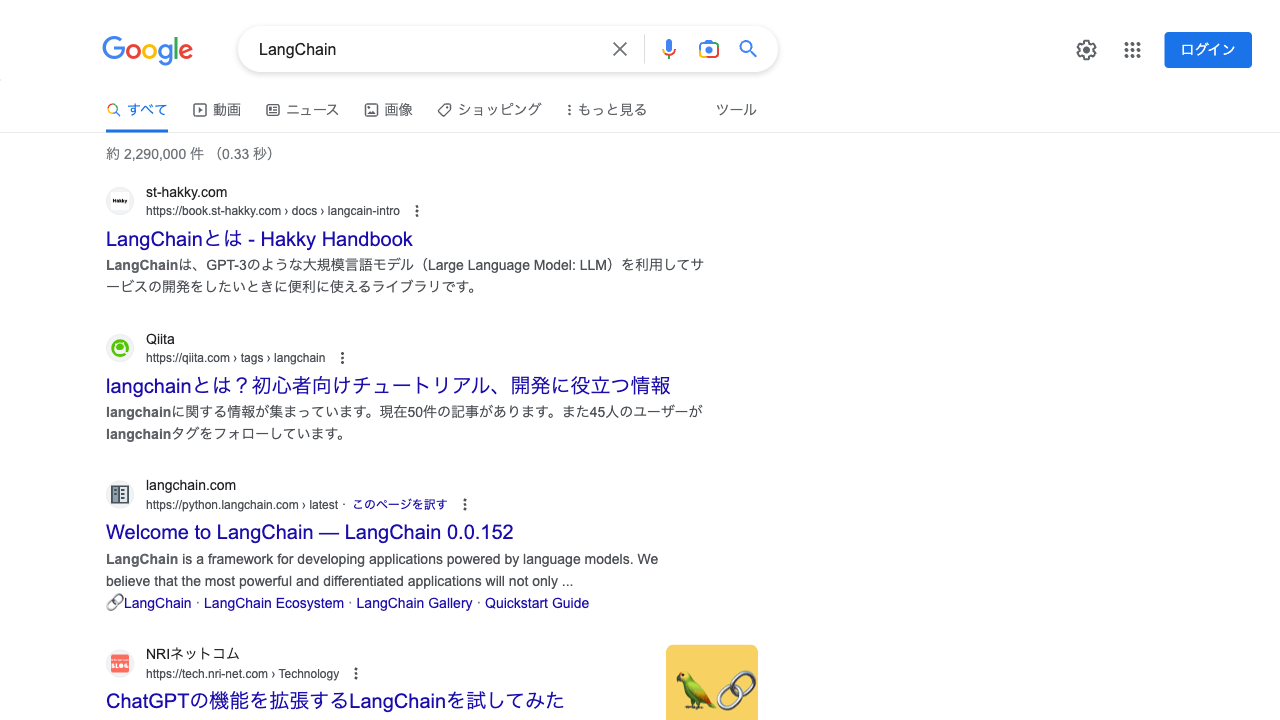 Google
LangChain
ログイン
すべて 動画 ニュース 画像 ショッピング もっと見る ツール
約 2,290,000 件 （0.33 秒）
Hakky
st-hakky.com
https://book.st-hakky.com › docs › langcain-intro
LangChainとは - Hakky Handbook
LangChainは、GPT-3のような大規模言語モデル（Large Language Model: LLM）を利用してサ
ービスの開発をしたいときに便利に使えるライブラリです。
Qiita
https://qiita.com › tags › langchain
langchainとは？初心者向けチュートリアル、開発に役立つ情報
langchainに関する情報が集まっています。現在50件の記事があります。また45人のユーザーが
langchainタグをフォローしています。
langchain.com
https://python.langchain.com › latest · このページを訳す
Welcome to LangChain — LangChain 0.0.152
LangChain is a framework for developing applications powered by language models. We
believe that the most powerful and differentiated applications will not only ...
LangChain · LangChain Ecosystem · LangChain Gallery · Quickstart Guide
NRIネットコム
https://tech.nri-net.com › Technology
BLOG
ChatGPTの機能を拡張するLangChainを試してみた